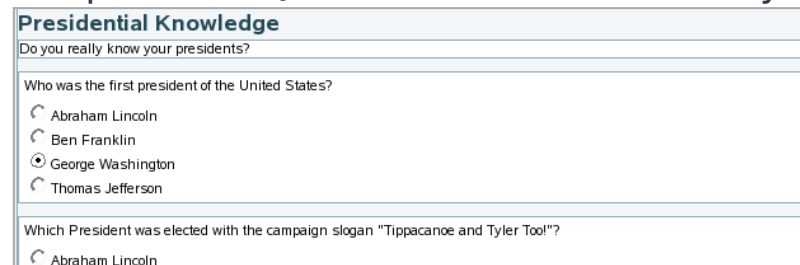 Presidential Knowledge
Do you really know your presidents?
Who was the first president of the United States?
Abraham Lincoln
Ben Franklin
George Washington
Thomas Jefferson
Which President was elected with the campaign slogan "Tippacanoe and Tyler Too!"?
Abraham Lincoln